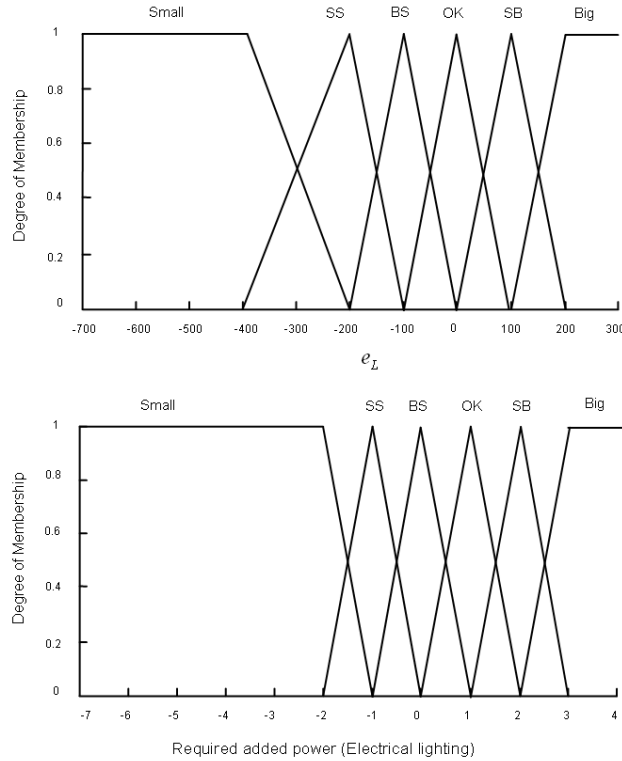 Small SS BS OK SB Big
1
0.8
0.6
0.4
0.2
0
Degree of Membership
-700 -600 -500 -400 -300 -200 -100 0 100 200 300
e_L
Small SS BS OK SB Big
1
0.8
0.6
0.4
0.2
0
Degree of Membership
-7 -6 -5 -4 -3 -2 -1 0 1 2 3 4
Required added power (Electrical lighting)